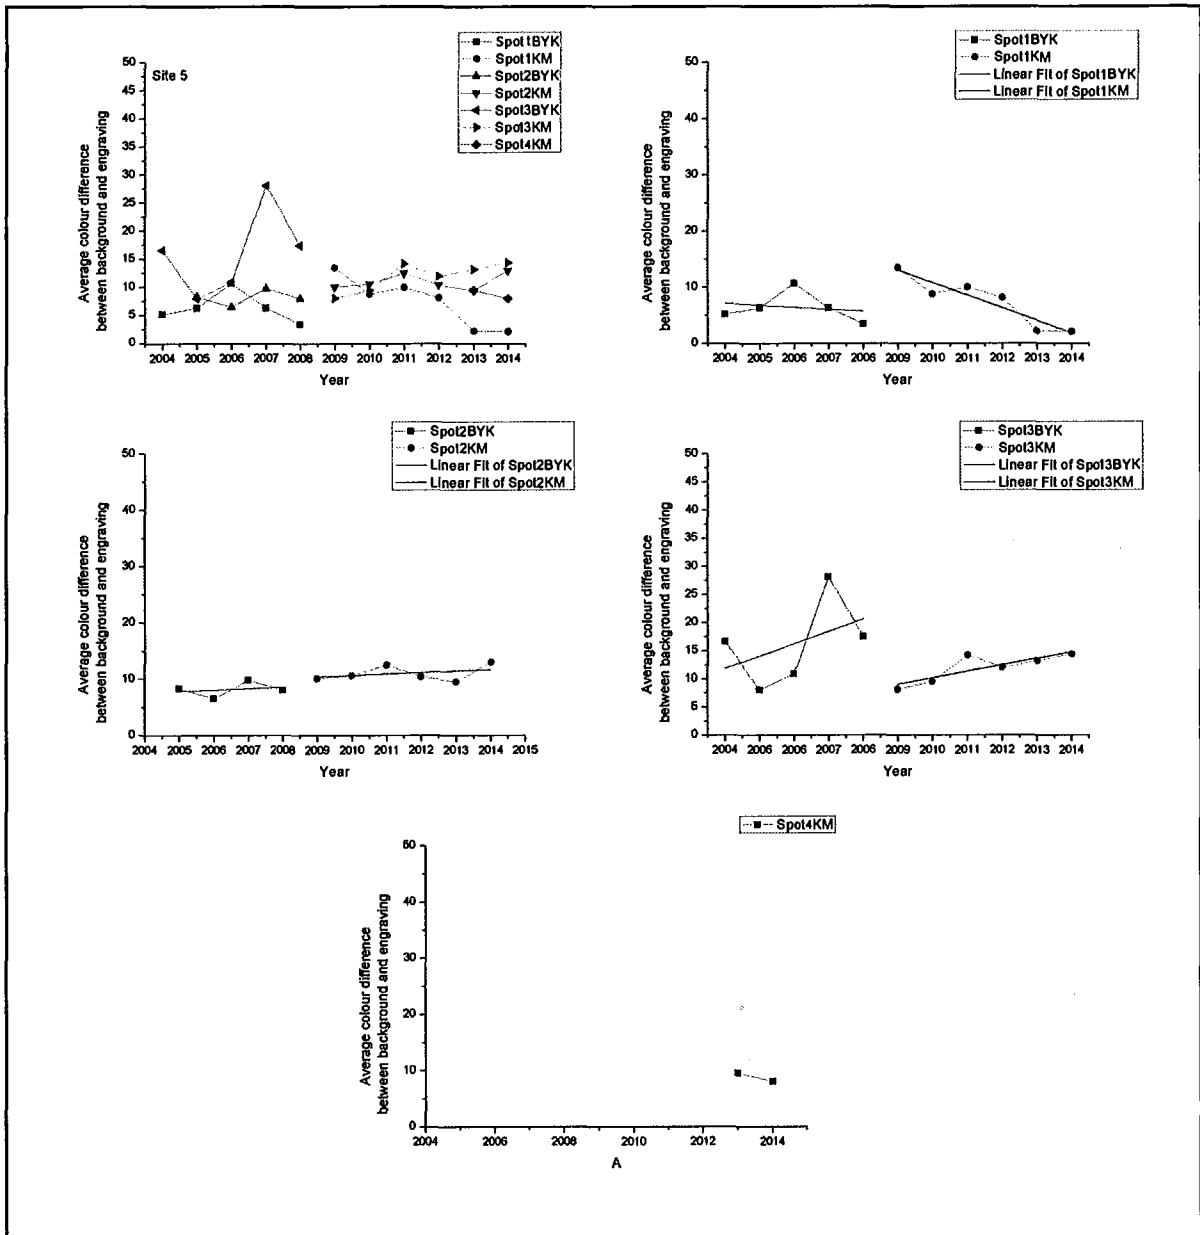 Spot1BYK
Spot1KM
Spot2BYK
Spot2KM
Spot3BYK
Spot3KM
Spot4KM
Site 5
50
45
40
35
30
25
20
15
10
5
0
Average colour difference
between background and engraving
2004 2005 2006 2007 2008 2009 2010 2011 2012 2013 2014
Year
Spot1BYK
Spot1KM
Linear Fit of Spot1BYK
Linear Fit of Spot1KM
50
45
40
35
30
25
20
15
10
5
0
Average colour difference
between background and engraving
2004 2005 2006 2007 2008 2009 2010 2011 2012 2013 2014
Year
Spot2BYK
Spot2KM
Linear Fit of Spot2BYK
Linear Fit of Spot2KM
50
40
30
20
10
0
Average colour difference
between background and engraving
2004 2005 2006 2007 2008 2009 2010 2011 2012 2013 2014 2015
Year
Spot3BYK
Spot3KM
Linear Fit of Spot3BYK
Linear Fit of Spot3KM
50
45
40
35
30
25
20
15
10
5
0
Average colour difference
between background and engraving
2004 2006 2006 2007 2006 2009 2010 2011 2012 2013 2014
Year
Spot4KM
50
40
30
20
10
0
Average colour difference
between background and engraving
2004 2006 2008 2010 2012 2014
A